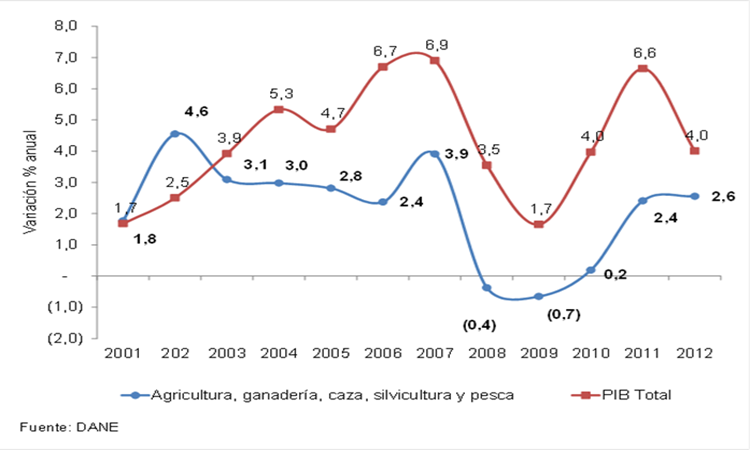 8,0
7,0
6,0
5,0
4,0
3,0
2,0
1,0
-
(1,0)
(2,0)
Variación % anual
1,7 2,5 3,9 5,3 4,7 6,7 6,9 3,5 1,7 4,0 6,6 4,0
1,8 4,6 3,1 3,0 2,8 2,4 3,9 (0,4) (0,7) 0,2 2,4 2,6
2001 202 2003 2004 2005 2006 2007 2008 2009 2010 2011 2012
Agricultura, ganadería, caza, silvicultura y pesca PIB Total
Fuente: DANE